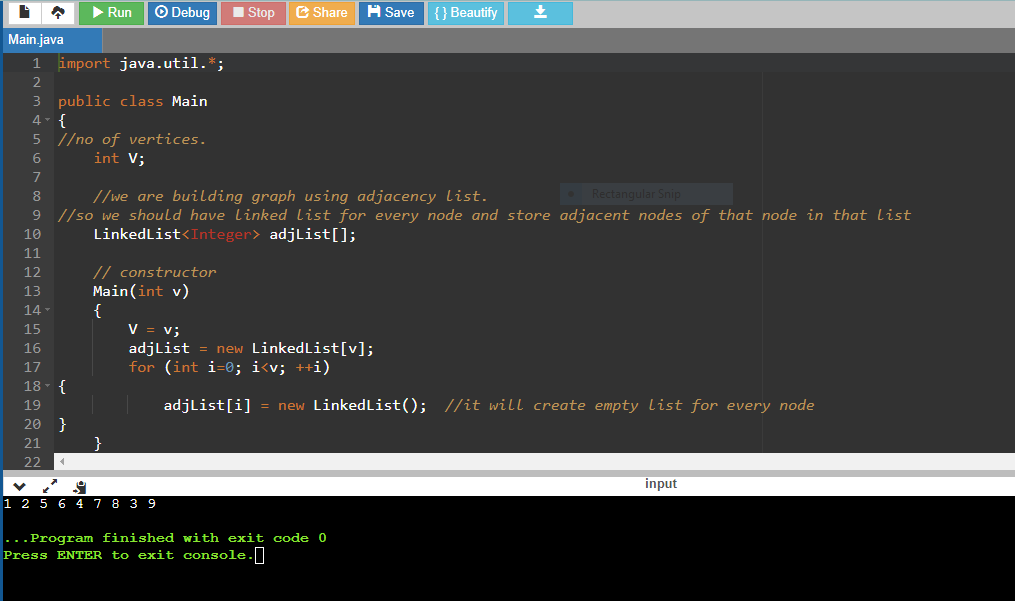 Run Debug Stop Share Save { } Beautify
Main.java
1 import java.util.*;
2
3 public class Main
4 {
5 //no of vertices.
6 int V;
7
8 //we are building graph using adjacency list.
Rectangular Snip
9 //so we should have linked list for every node and store adjacent nodes of that node in that list
10 LinkedList<Integer> adjList[];
11
12 // constructor
13 Main(int v)
14 {
15 V = v;
16 adjList = new LinkedList[v];
17 for (int i=0; i<v; ++i)
18 {
19 adjList[i] = new LinkedList(); //it will create empty list for every node
20 }
21 }
22
input
1 2 5 6 4 7 8 3 9
...Program finished with exit code 0
Press ENTER to exit console.